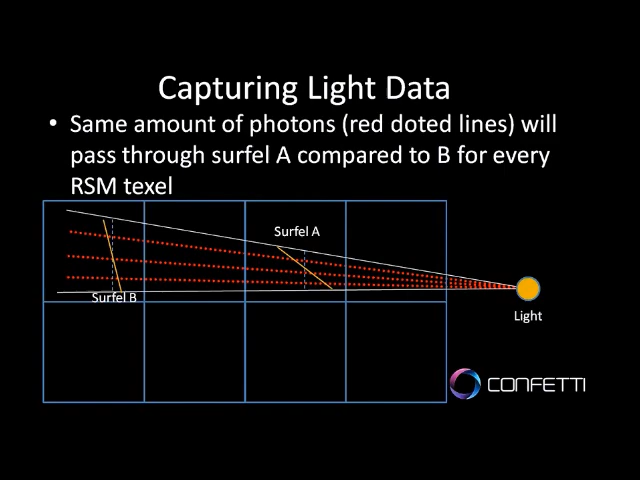 Capturing Light Data
• Same amount of photons (red doted lines) will
pass through surfel A compared to B for every
RSM texel
Surfel A
Surfel B
Light
CONFETTI